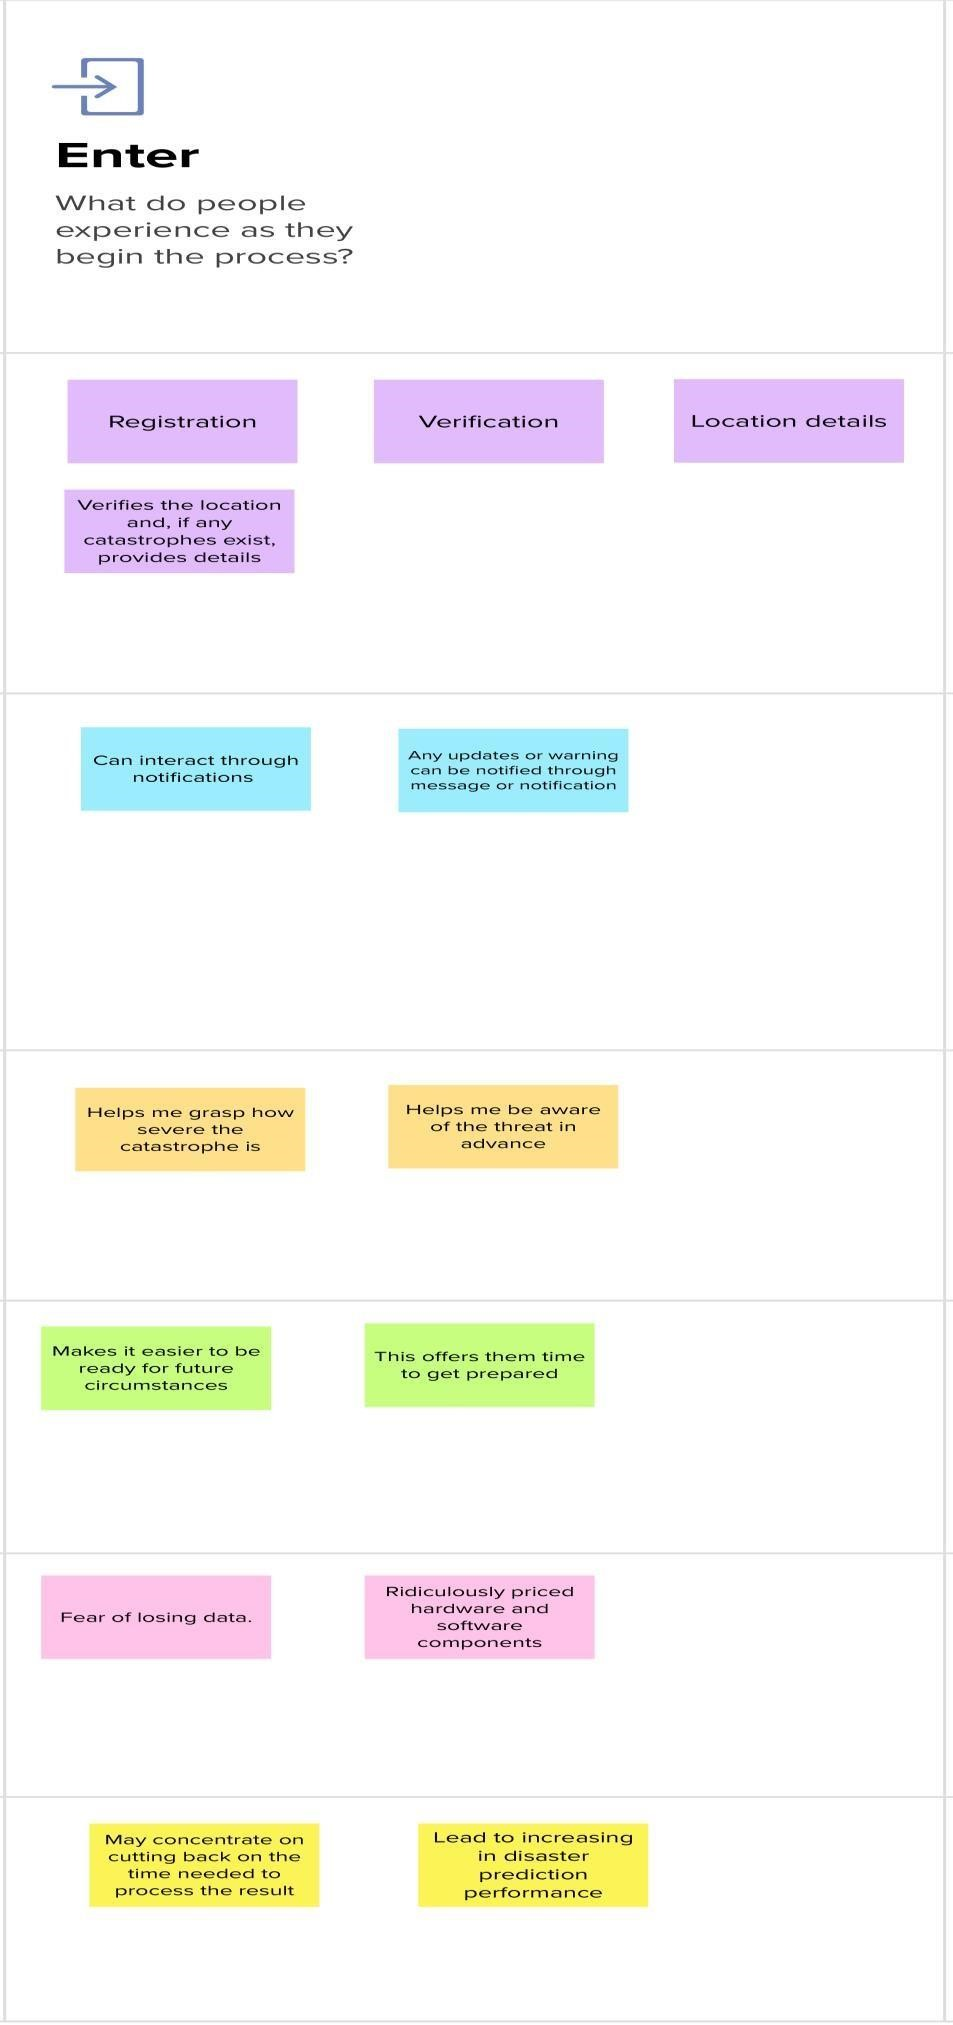 Enter
What do people
experience as they
begin the process?
Registration
Verification
Location details
Verifies the location
and, if any
catastrophes exist,
provides details
Can interact through
notifications
Any updates or warning
can be notified through
message or notification
Helps me grasp how
severe the
catastrophe is
Helps me be aware
of the threat in
advance
Makes it easier to be
ready for future
circumstances
This offers them time
to get prepared
Fear of losing data.
Ridiculously priced
hardware and
software
components
May concentrate on
cutting back on the
time needed to
process the result
Lead to increasing
in disaster
prediction
performance